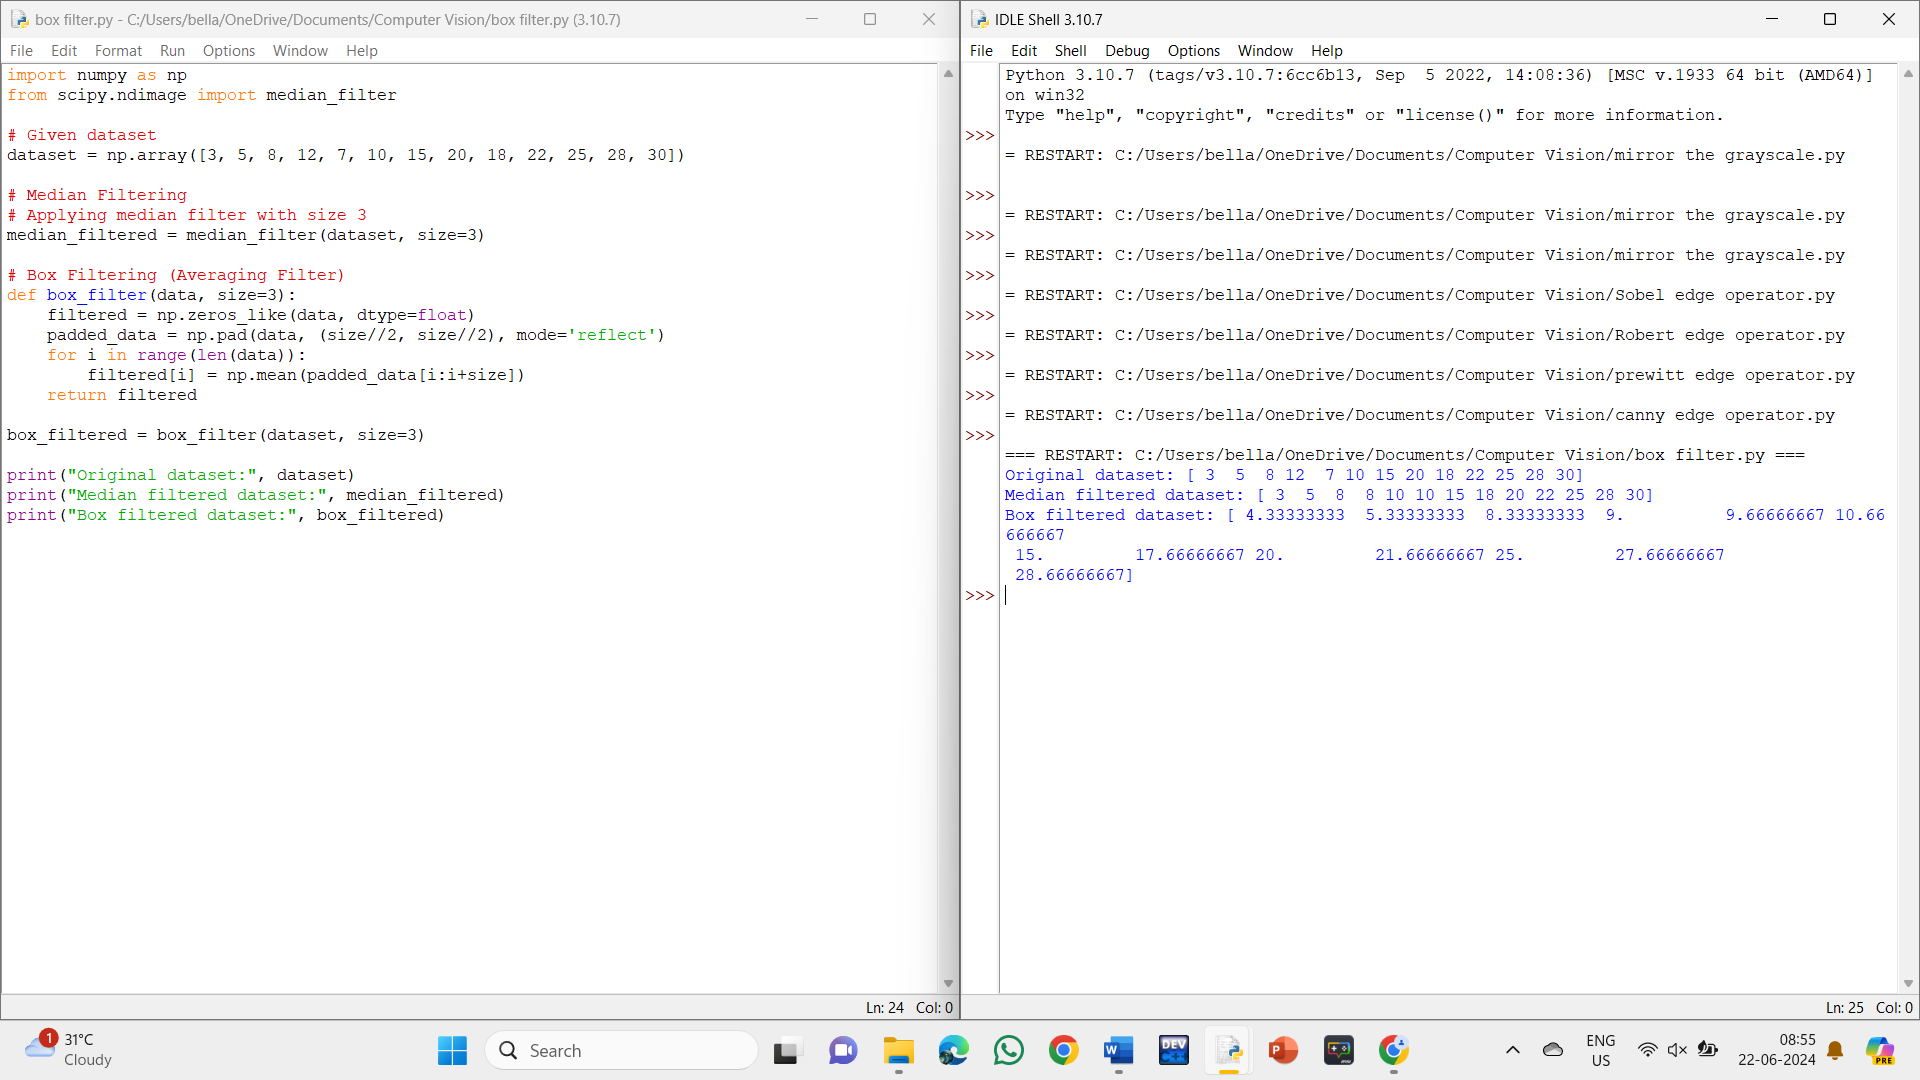 box filter.py - C:/Users/bella/OneDrive/Documents/Computer Vision/box filter.py (3.10.7)
File Edit Format Run Options Window Help
import numpy as np
from scipy.ndimage import median_filter

# Given dataset
dataset = np.array([3, 5, 8, 12, 7, 10, 15, 20, 18, 22, 25, 28, 30])

# Median Filtering
# Applying median filter with size 3
median_filtered = median_filter(dataset, size=3)

# Box Filtering (Averaging Filter)
def box_filter(data, size=3):
    filtered = np.zeros_like(data, dtype=float)
    padded_data = np.pad(data, (size//2, size//2), mode='reflect')
    for i in range(len(data)):
        filtered[i] = np.mean(padded_data[i:i+size])
    return filtered

box_filtered = box_filter(dataset, size=3)

print("Original dataset:", dataset)
print("Median filtered dataset:", median_filtered)
print("Box filtered dataset:", box_filtered)
Ln: 24 Col: 0
IDLE Shell 3.10.7
File Edit Shell Debug Options Window Help
Python 3.10.7 (tags/v3.10.7:6cc6b13, Sep  5 2022, 14:08:36) [MSC v.1933 64 bit (AMD64)]
on win32
Type "help", "copyright", "credits" or "license()" for more information.
>>>
= RESTART: C:/Users/bella/OneDrive/Documents/Computer Vision/mirror the grayscale.py
>>>
= RESTART: C:/Users/bella/OneDrive/Documents/Computer Vision/mirror the grayscale.py
>>>
= RESTART: C:/Users/bella/OneDrive/Documents/Computer Vision/mirror the grayscale.py
>>>
= RESTART: C:/Users/bella/OneDrive/Documents/Computer Vision/Sobel edge operator.py
>>>
= RESTART: C:/Users/bella/OneDrive/Documents/Computer Vision/Robert edge operator.py
>>>
= RESTART: C:/Users/bella/OneDrive/Documents/Computer Vision/prewitt edge operator.py
>>>
= RESTART: C:/Users/bella/OneDrive/Documents/Computer Vision/canny edge operator.py
>>>
=== RESTART: C:/Users/bella/OneDrive/Documents/Computer Vision/box filter.py ===
Original dataset: [ 3  5  8 12  7 10 15 20 18 22 25 28 30]
Median filtered dataset: [ 3  5  8  8 10 10 15 18 20 22 25 28 30]
Box filtered dataset: [ 4.33333333  5.33333333  8.33333333  9.          9.66666667 10.66
666667
 15.         17.66666667 20.         21.66666667 25.         27.66666667
 28.66666667]
>>>
Ln: 25 Col: 0
1
31°C
Cloudy
Search
W
DEV
C++
P
PRE
ENG
US
08:55
22-06-2024